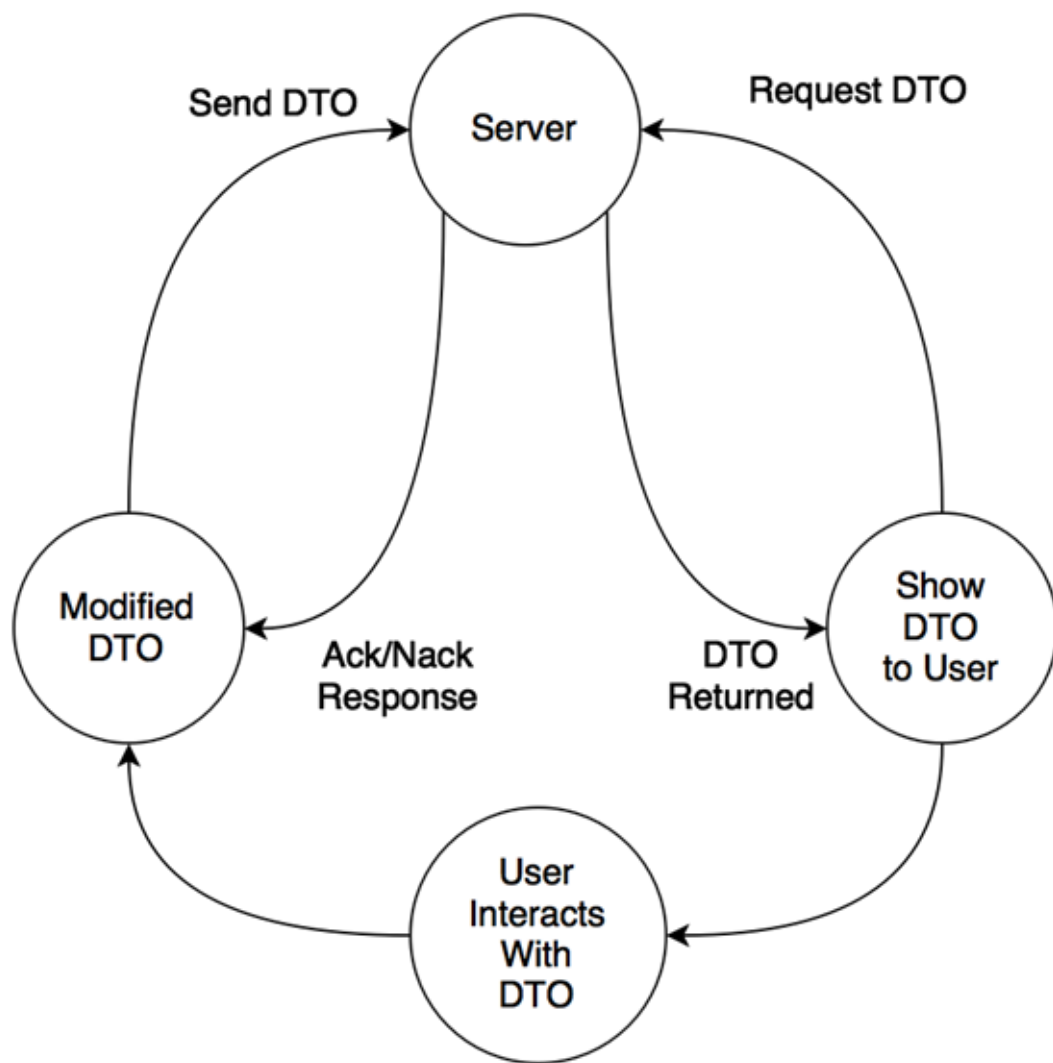 Send DTO
Server
Request DTO
Modified
DTO
Ack/Nack
Response
DTO
Returned
Show
DTO
to User
User
Interacts
With
DTO